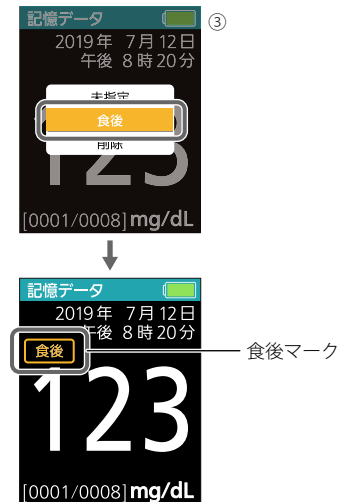 記憶データ
③
2019年 7月12日
午後 8時20分
未指定
食後
削除
123
[0001/0008] mg/dL
記憶データ
2019年 7月12日
午後 8時20分
食後
食後マーク
123
[0001/0008] mg/dL